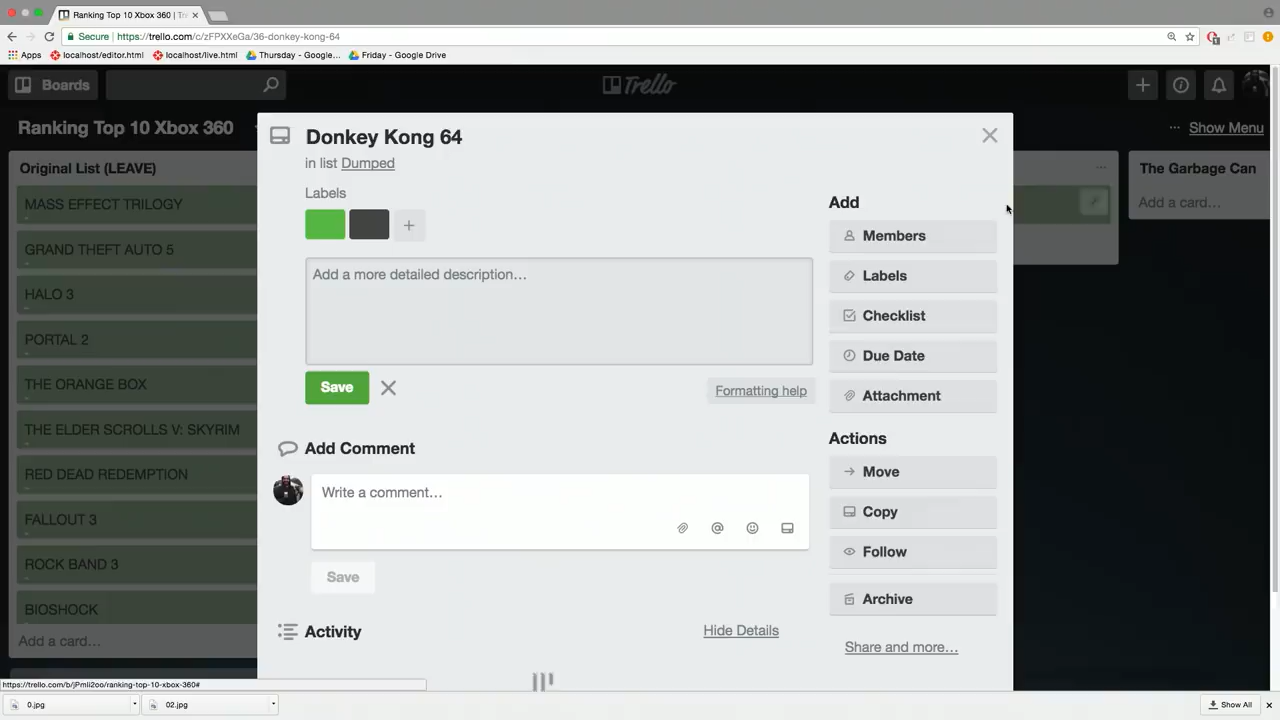 Ranking Top 10 Xbox 360 | Tr
Secure | https://trello.com/c/zFPXXeGa/36-donkey-kong-64
Apps localhost/editor.html localhost/live.html Thursday - Google... Friday - Google Drive
Boards
Trello
Ranking Top 10 Xbox 360
... Show Menu
Original List (LEAVE)
MASS EFFECT TRILOGY
GRAND THEFT AUTO 5
HALO 3
PORTAL 2
THE ORANGE BOX
THE ELDER SCROLLS V: SKYRIM
RED DEAD REDEMPTION
FALLOUT 3
ROCK BAND 3
BIOSHOCK
Add a card…
Donkey Kong 64
in list Dumped
Labels
+
Add a more detailed description…
Save
Formatting help
Add Comment
Write a comment…
@
Save
Activity
Hide Details
Add
Members
Labels
Checklist
Due Date
Attachment
Actions
Move
Copy
Follow
Archive
Share and more…
...
The Garbage Can
Add a card…
https://trello.com/b/jPmli2oo/ranking-top-10-xbox-360#
0.jpg
02.jpg
Show All